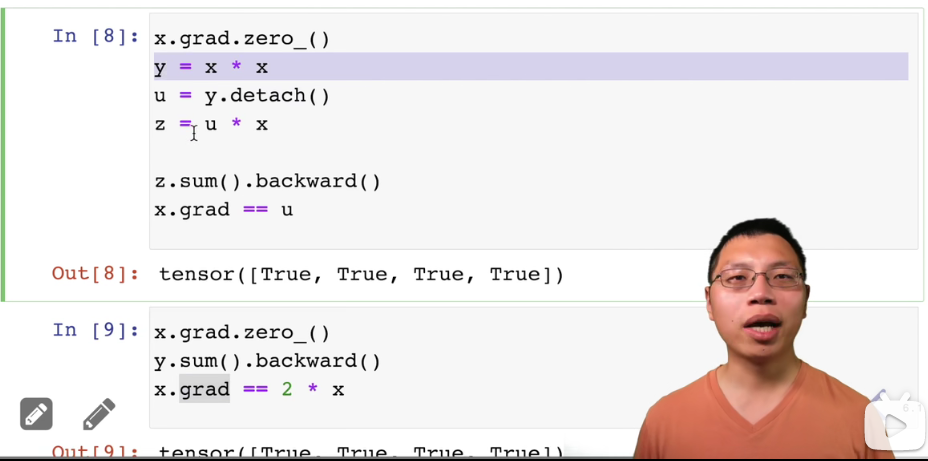 In [8]:
x.grad.zero_()
y = x * x
u = y.detach()
z = u * x
z.sum().backward()
x.grad == u
Out[8]: tensor([True, True, True, True])
In [9]:
x.grad.zero_()
y.sum().backward()
x.grad == 2 * x
Out[9]: tensor([True, True, True, True])